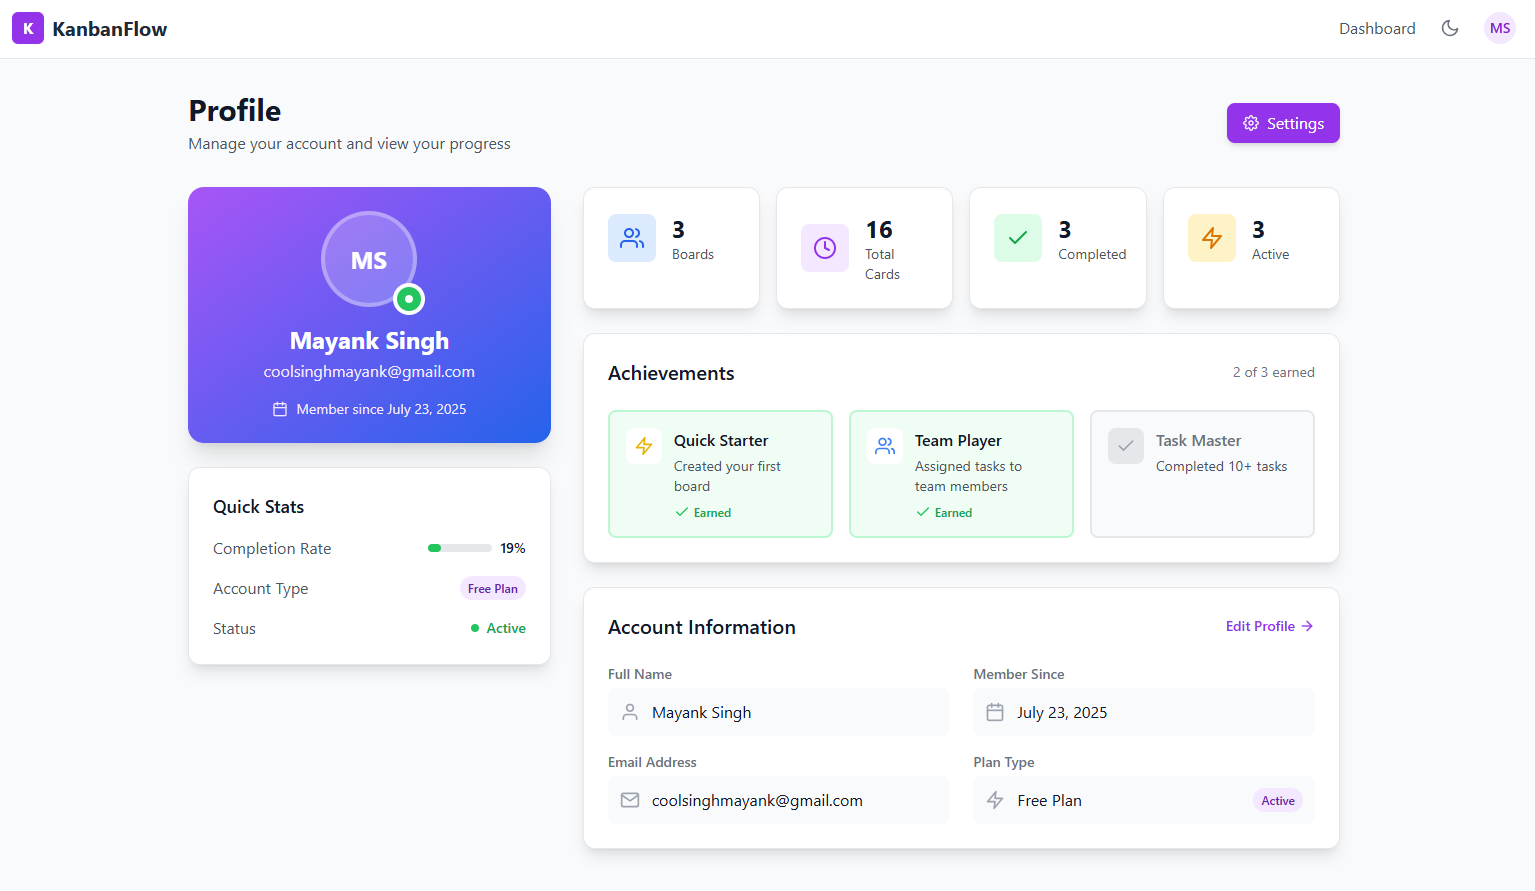 K KanbanFlow
Dashboard
MS
Profile
Manage your account and view your progress
Settings
MS
Mayank Singh
coolsinghmayank@gmail.com
Member since July 23, 2025
Quick Stats
Completion Rate 19%
Account Type Free Plan
Status Active
3
Boards
16
Total
Cards
3
Completed
3
Active
Achievements
2 of 3 earned
Quick Starter
Created your first
board
Earned
Team Player
Assigned tasks to
team members
Earned
Task Master
Completed 10+ tasks
Account Information
Edit Profile
Full Name
Mayank Singh
Member Since
July 23, 2025
Email Address
coolsinghmayank@gmail.com
Plan Type
Free Plan
Active